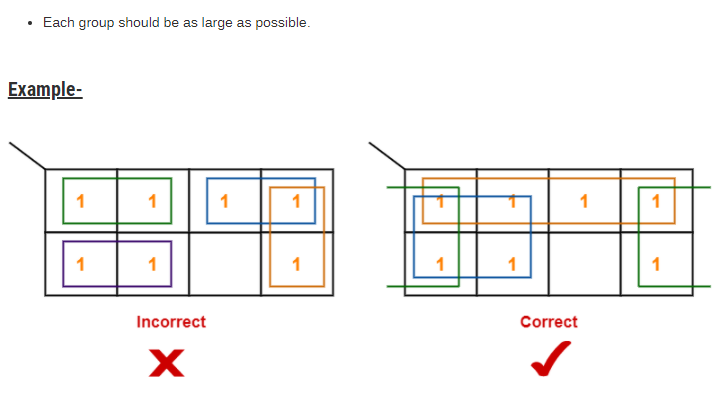 Each group should be as large as possible.
Example-
1 1 1 1
1 1 1
Incorrect
1 1 1 1
1 1 1
Correct